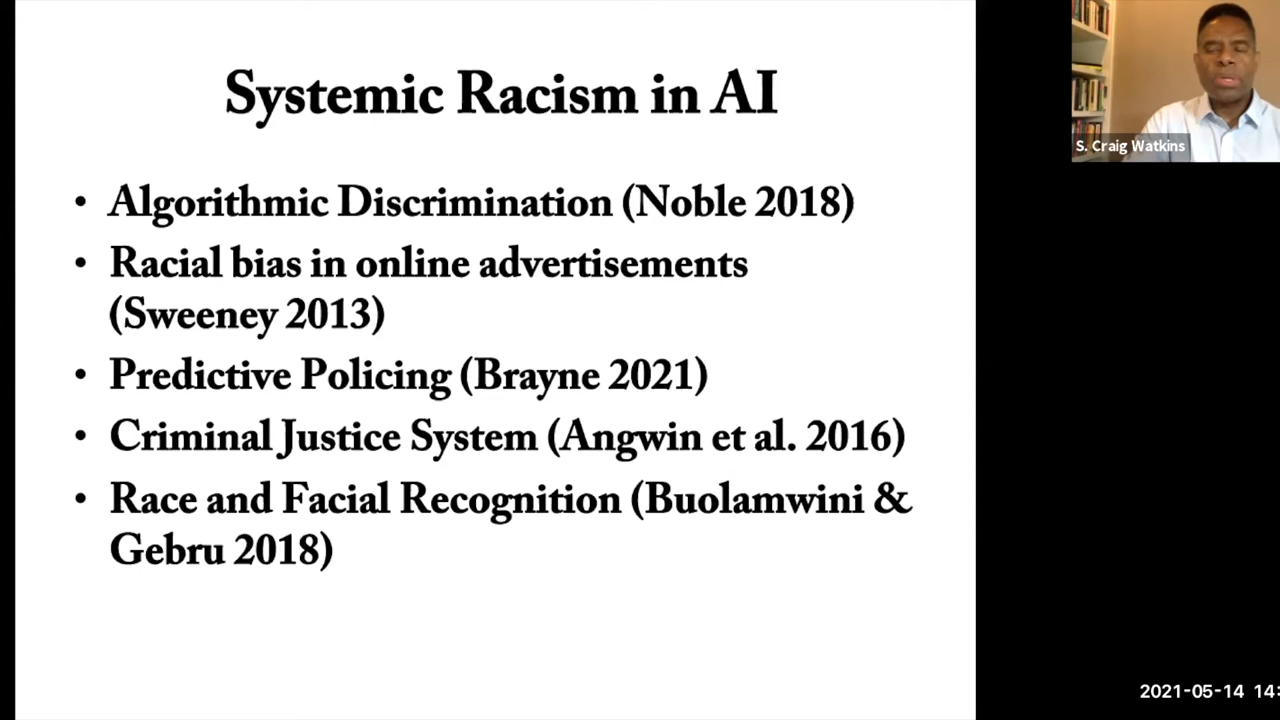 Systemic Racism in AI
• Algorithmic Discrimination (Noble 2018)
• Racial bias in online advertisements
(Sweeney 2013)
• Predictive Policing (Brayne 2021)
• Criminal Justice System (Angwin et al. 2016)
• Race and Facial Recognition (Buolamwini &
Gebru 2018)
S. Craig Watkins
2021-05-14 14: